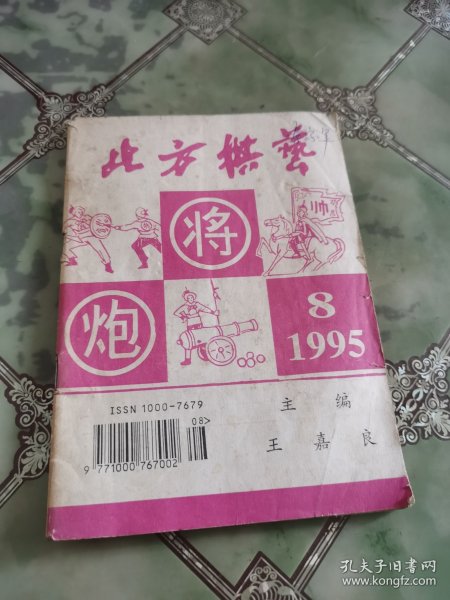 北方棋艺
将
帅
炮
8
1995
ISSN 1000-7679
主编
08>
王嘉良
9 771000 767002
孔夫子旧书网
www.kongfz.com